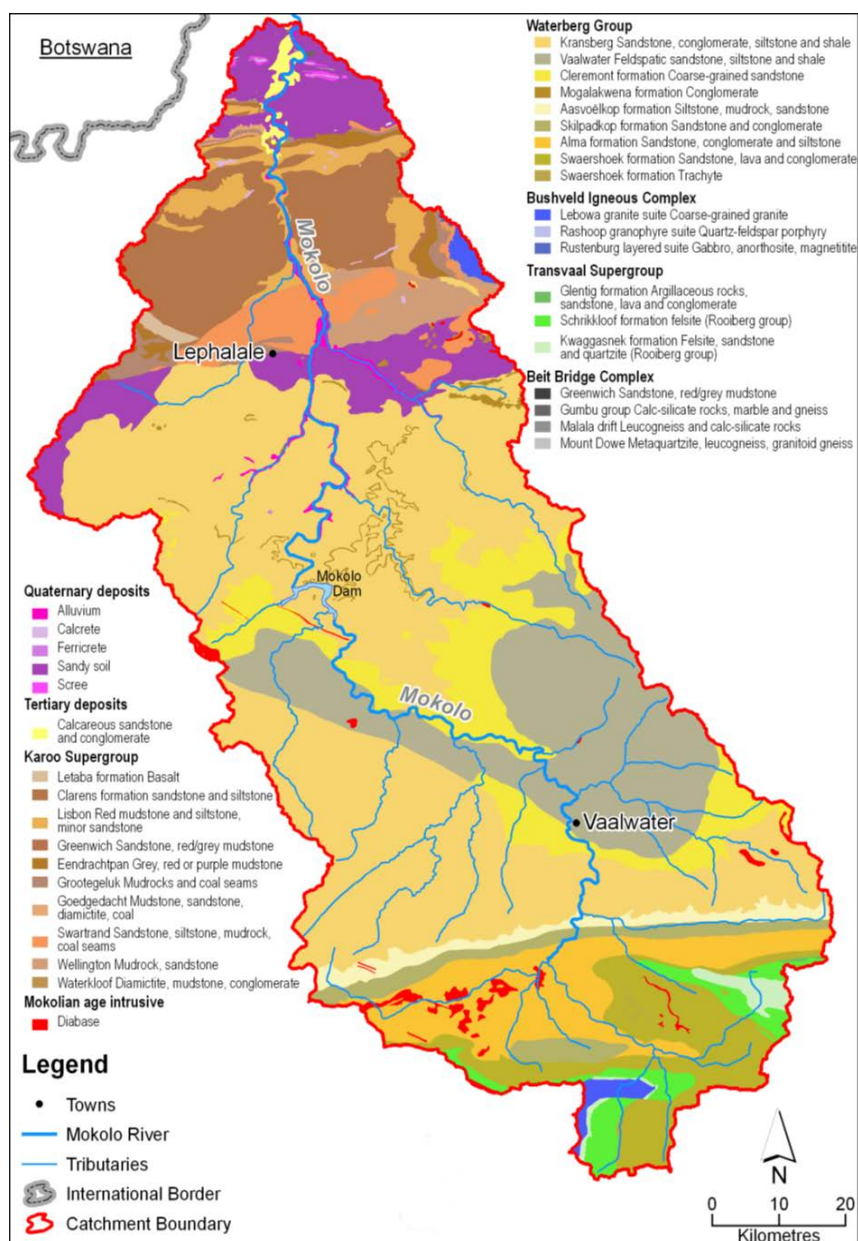 Botswana
Waterberg Group
Kransberg Sandstone, conglomerate, siltstone and shale
Vaalwater Feldspatic sandstone, siltstone and shale
Cleremont formation Coarse-grained sandstone
Mogalakwena formation Conglomerate
Aasvoëlkop formation Siltstone, mudrock, sandstone
Skilpadkop formation Sandstone and conglomerate
Alma formation Sandstone, conglomerate and siltstone
Swaershoek formation Sandstone, lava and conglomerate
Swaershoek formation Trachyte
Bushveld Igneous Complex
Lebowa granite suite Coarse-grained granite
Rashoop granophyre suite Quartz-feldspar porphyry
Rustenburg layered suite Gabbro, anorthosite, magnetitite
Transvaal Supergroup
Glentig formation Argillaceous rocks,
sandstone, lava and conglomerate
Schrikkloof formation felsite (Rooiberg group)
Kwaggasnek formation Felsite, sandstone
and quartzite (Rooiberg group)
Beit Bridge Complex
Greenwich Sandstone, red/grey mudstone
Gumbu group Calc-silicate rocks, marble and gneiss
Malala drift Leucogneiss and calc-silicate rocks
Mount Dowe Metaquartzite, leucogneiss, granitoid gneiss
Mokolo
Lephalale
Mokolo
Dam
Mokolo
Vaalwater
Quaternary deposits
Alluvium
Calcrete
Ferricrete
Sandy soil
Scree
Tertiary deposits
Calcareous sandstone
and conglomerate
Karoo Supergroup
Letaba formation Basalt
Clarens formation sandstone and siltstone
Lisbon Red mudstone and siltstone,
minor sandstone
Greenwich Sandstone, red/grey mudstone
Eendrachtpan Grey, red or purple mudstone
Grootegeluk Mudrocks and coal seams
Goedgedacht Mudstone, sandstone,
diamictite, coal
Swartrand Sandstone, siltstone, mudrock,
coal seams
Wellington Mudrock, sandstone
Waterkloof Diamictite, mudstone, conglomerate
Mokolian age intrusive
Diabase
Legend
Towns
Mokolo River
Tributaries
International Border
Catchment Boundary
N
0 10 20
Kilometres